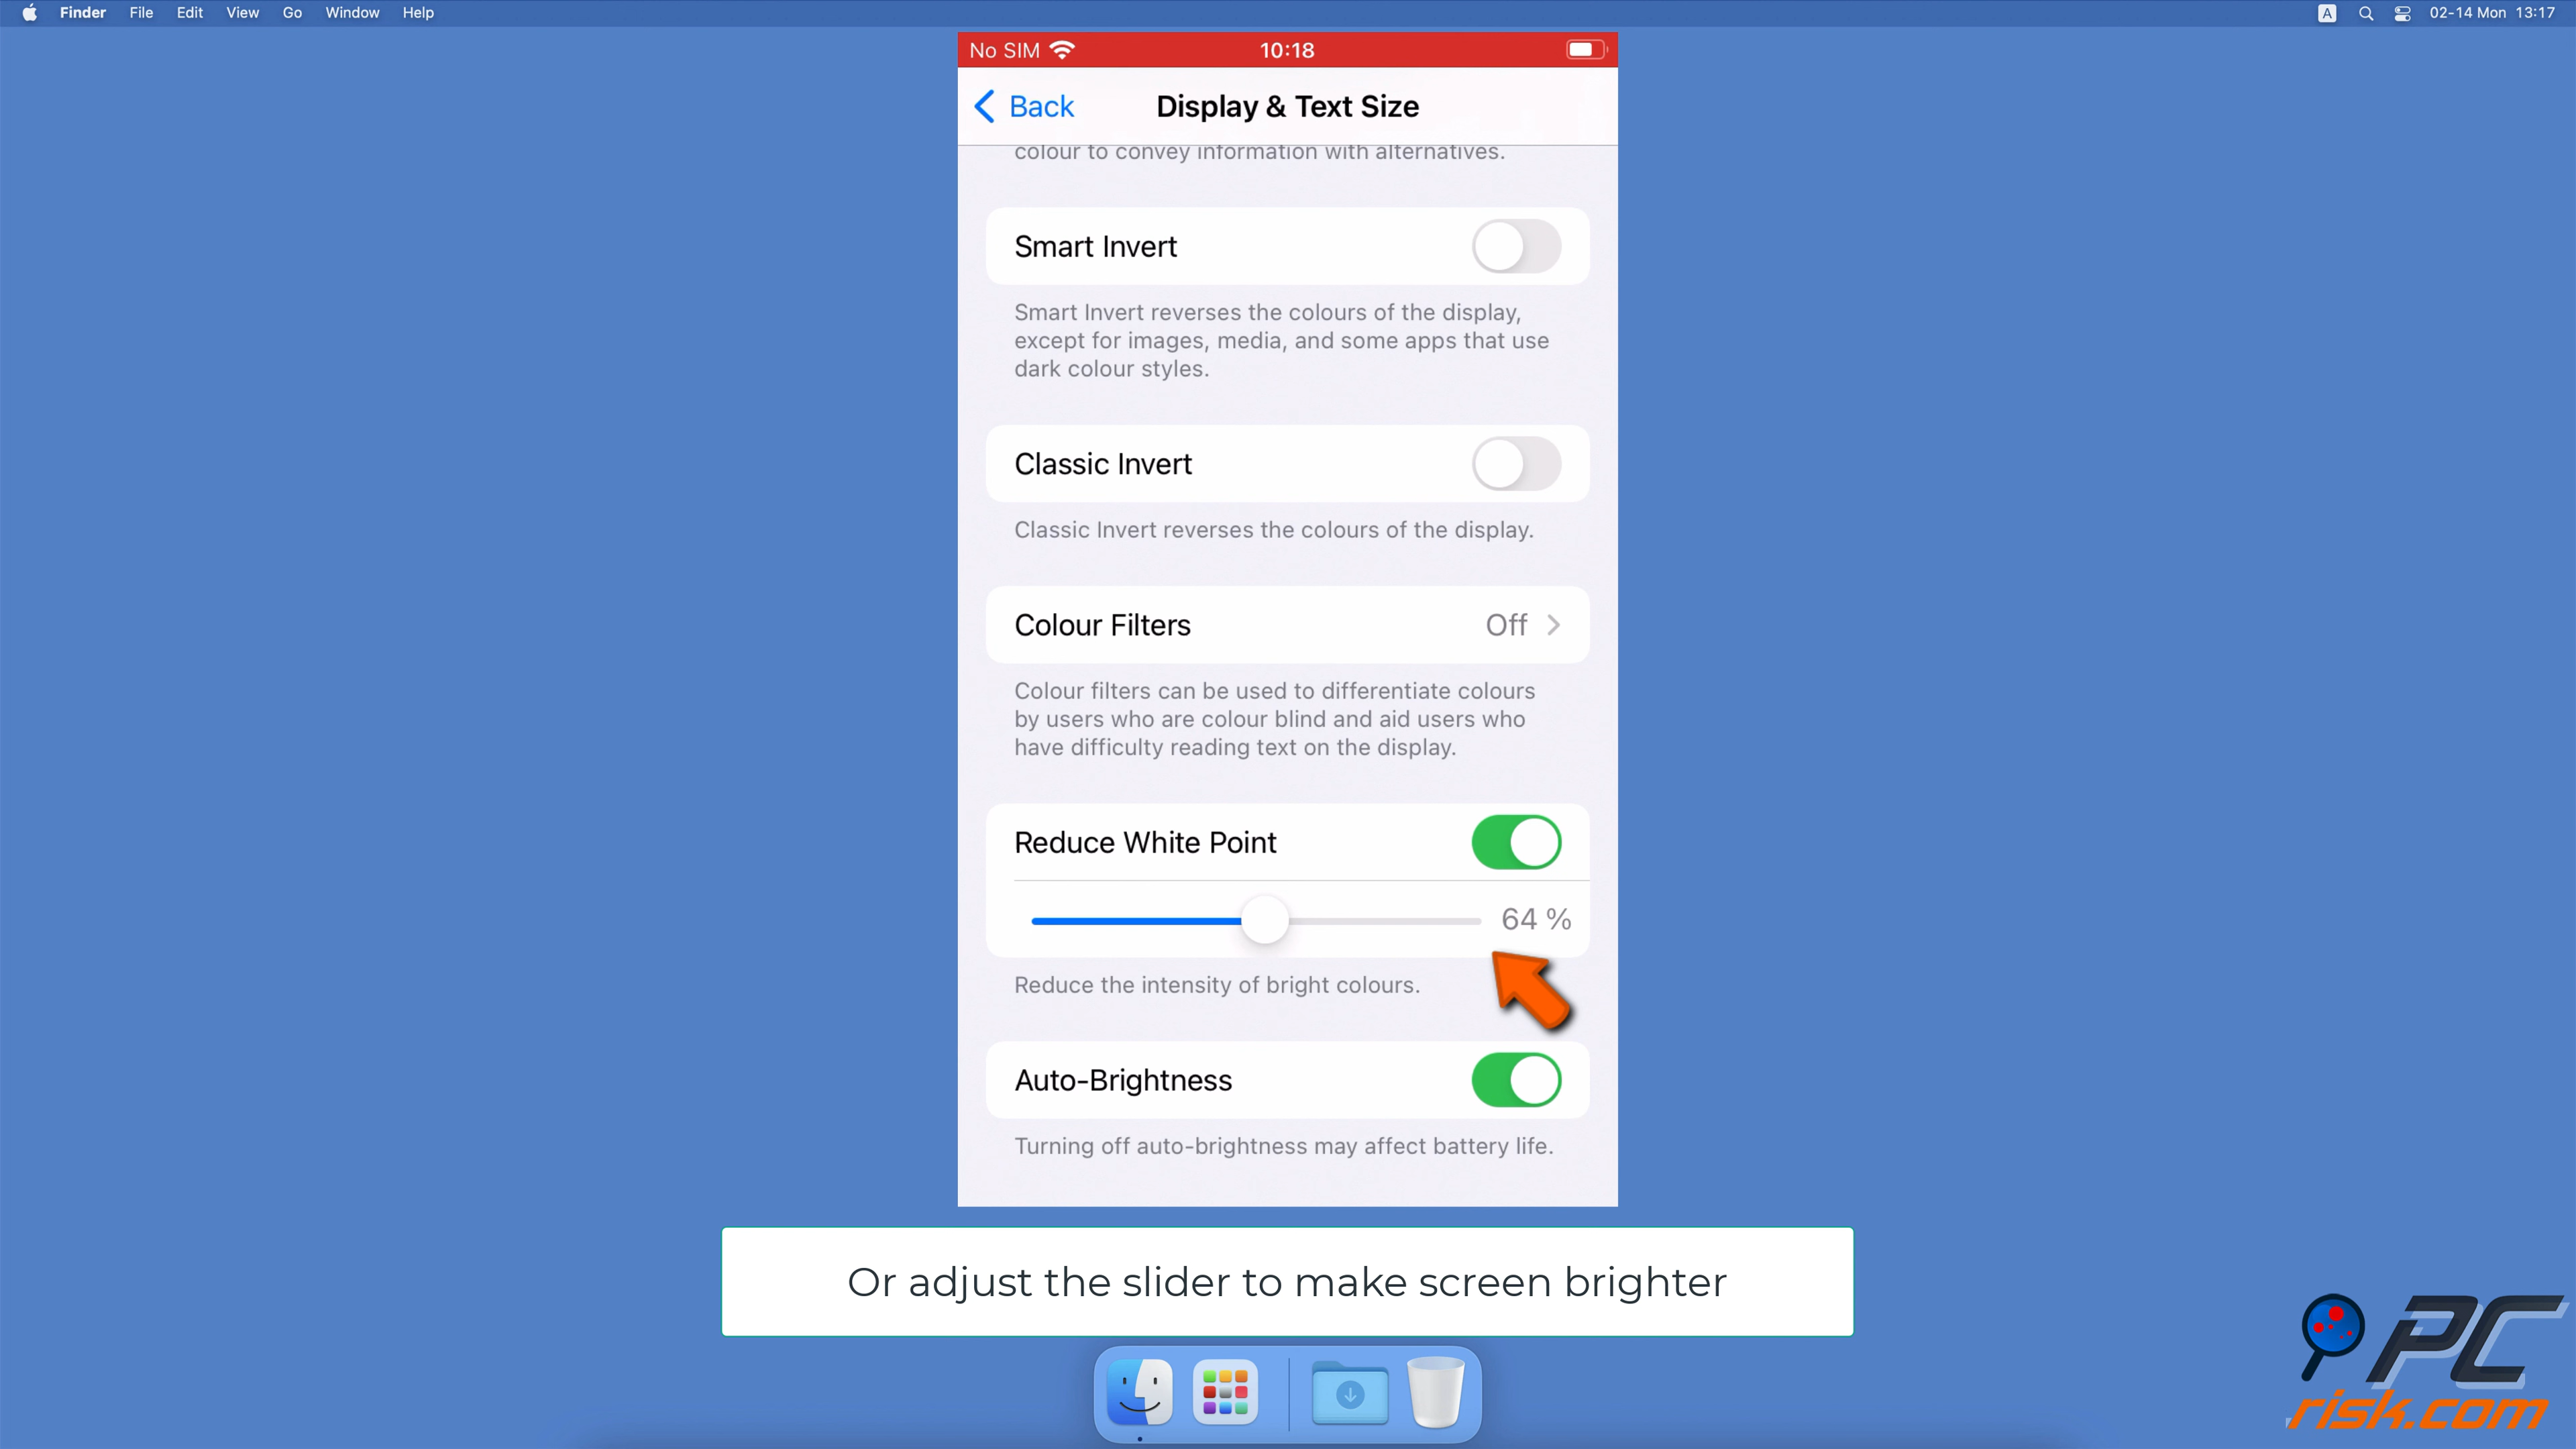 Finder File Edit View Go Window Help
A 02-14 Mon 13:17
No SIM 10:18
Back Display & Text Size
colour to convey information with alternatives.
Smart Invert
Smart Invert reverses the colours of the display,
except for images, media, and some apps that use
dark colour styles.
Classic Invert
Classic Invert reverses the colours of the display.
Colour Filters Off
Colour filters can be used to differentiate colours
by users who are colour blind and aid users who
have difficulty reading text on the display.
Reduce White Point
64 %
Reduce the intensity of bright colours.
Auto-Brightness
Turning off auto-brightness may affect battery life.
Or adjust the slider to make screen brighter
PC
risk.com